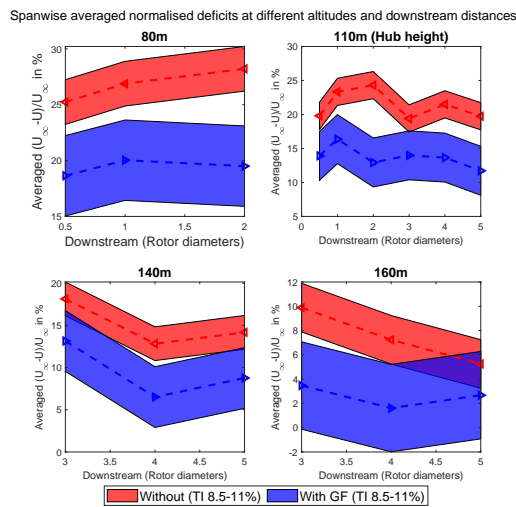 Spanwise averaged normalised deficits at different altitudes and downstream distances
80m
30
25
20
15
0.5
1
1.5
2
Averaged (U∞-U)/U∞ in %
Downstream (Rotor diameters)
110m (Hub height)
30
25
20
15
10
5
0
1
2
3
4
5
Averaged (U∞-U)/U∞ in %
Downstream (Rotor diameters)
140m
20
15
10
5
0
3
3.5
4
4.5
5
Averaged (U∞-U)/U∞ in %
Downstream (Rotor diameters)
160m
12
10
8
6
4
2
0
-2
3
3.5
4
4.5
5
Averaged (U∞-U)/U∞ in %
Downstream (Rotor diameters)
Without (TI 8.5-11%)
With GF (TI 8.5-11%)